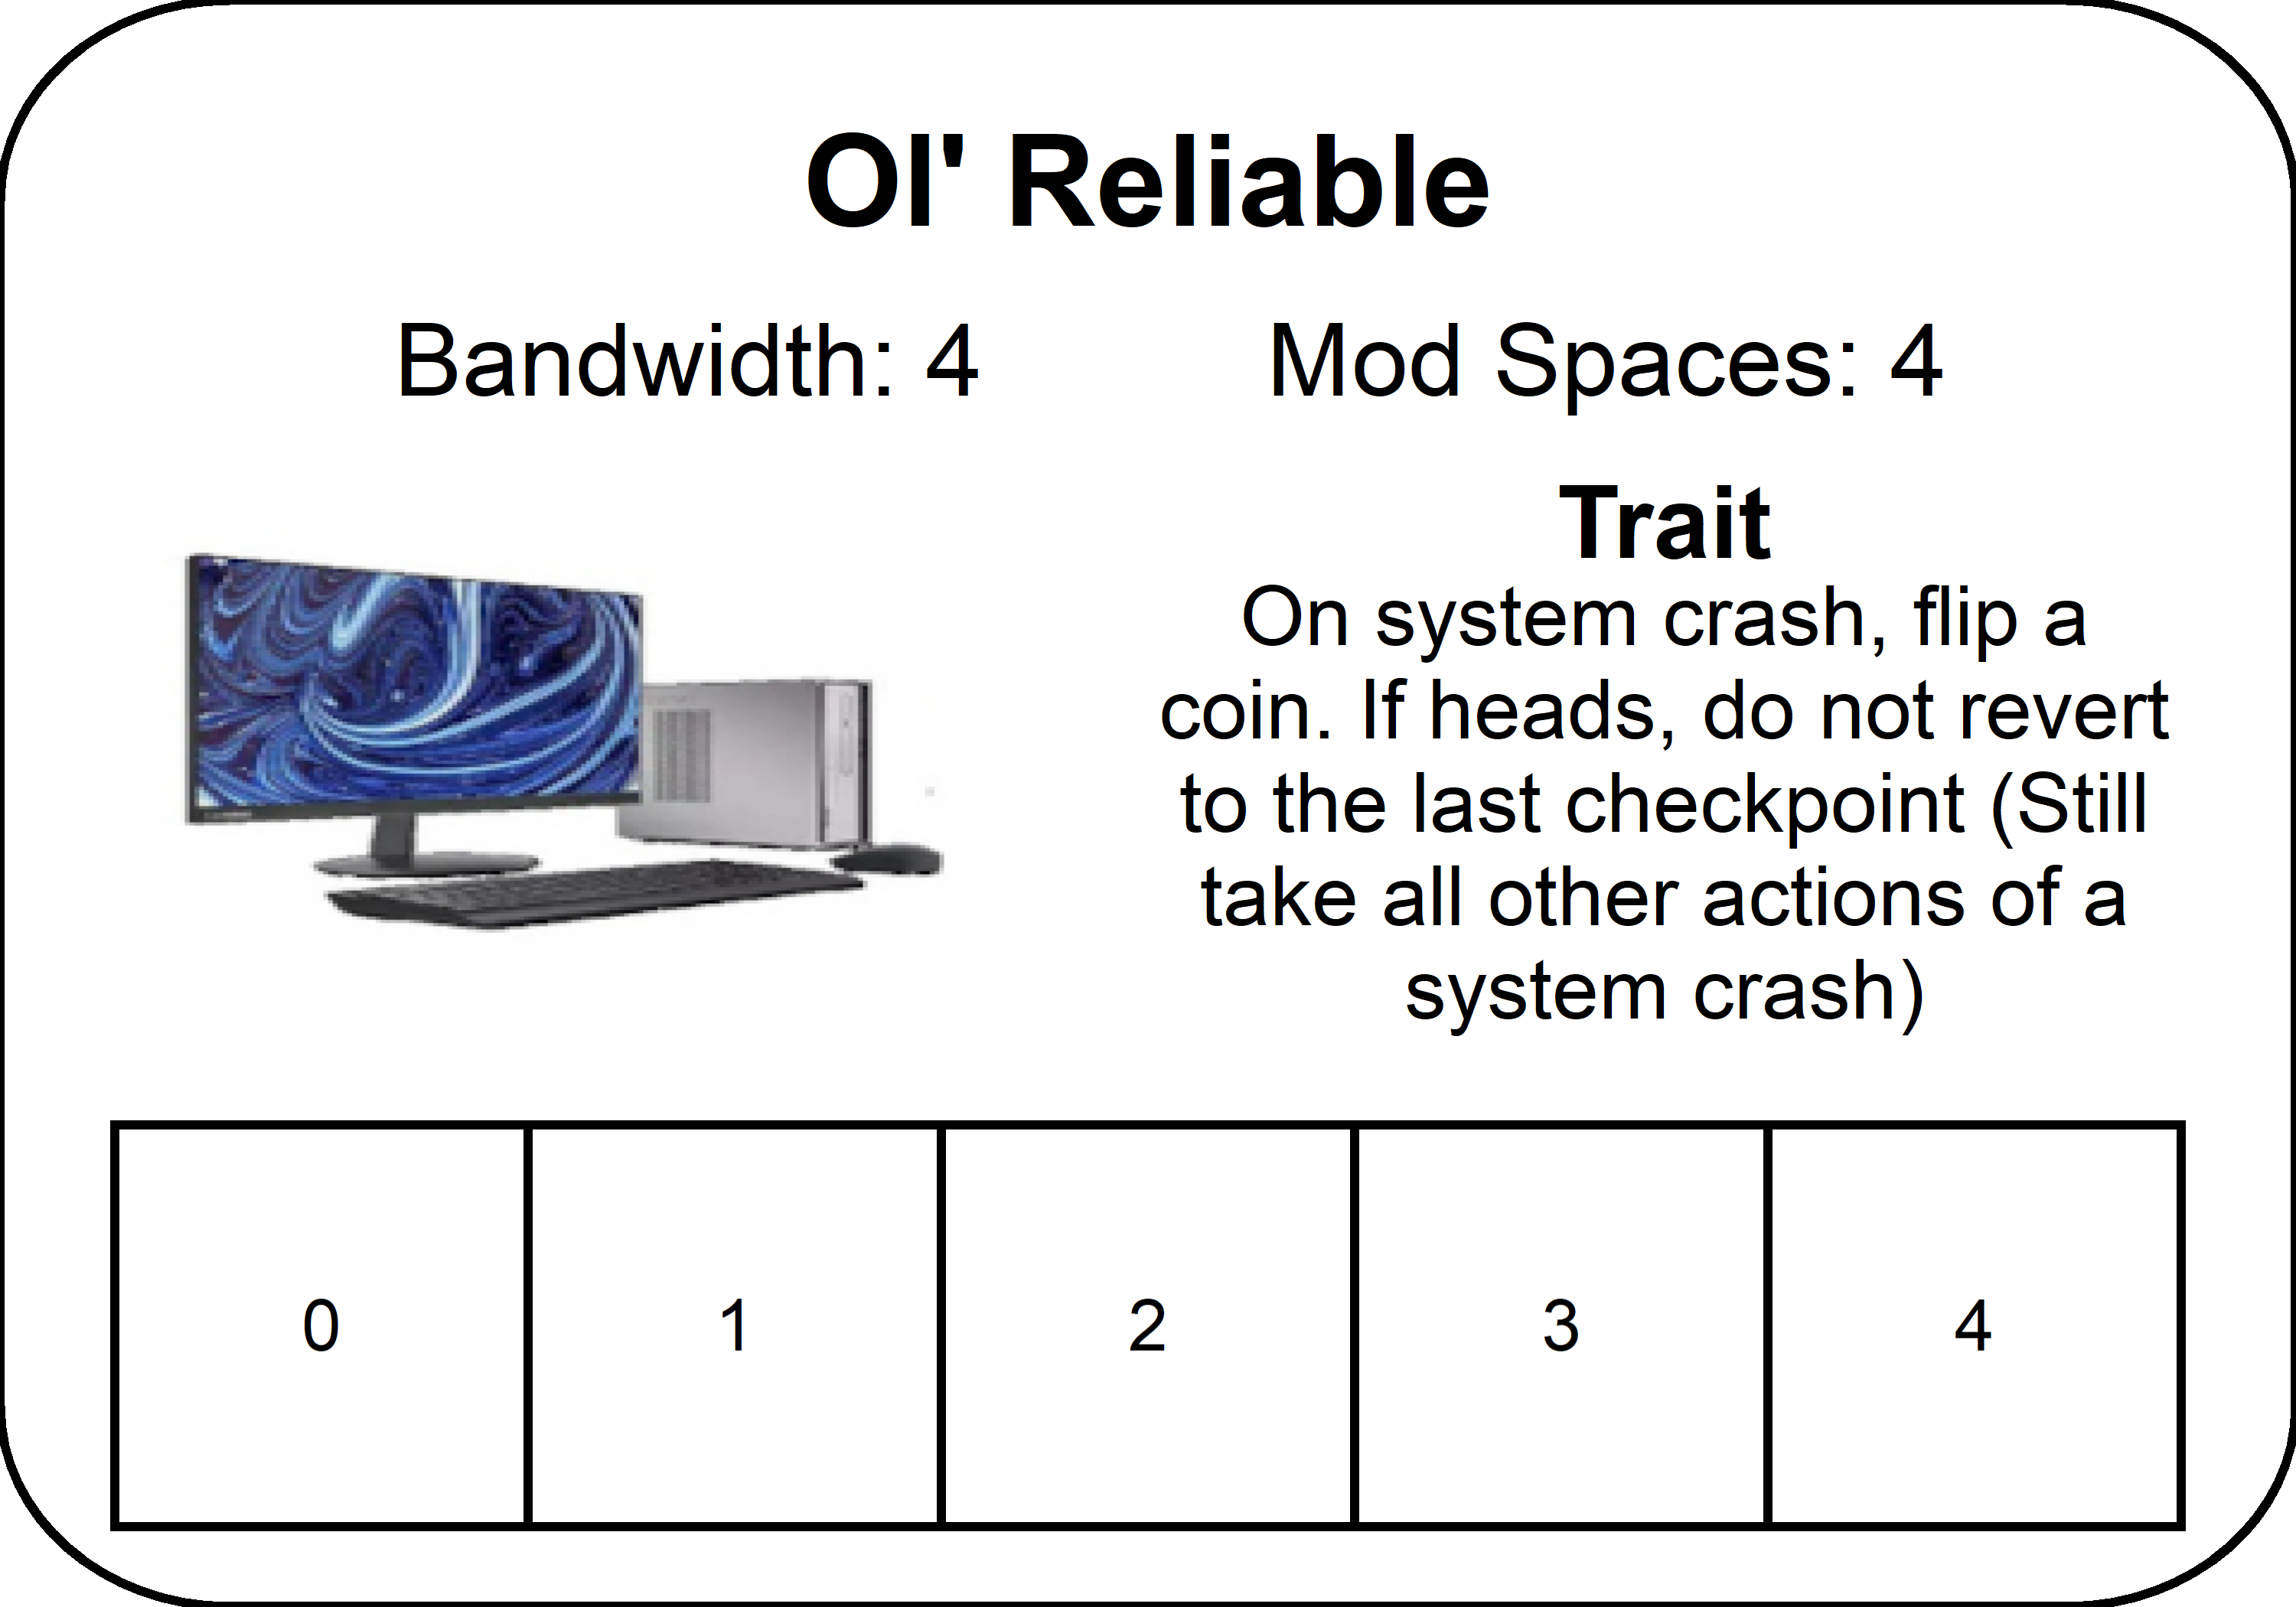 Ol' Reliable
Bandwidth: 4 Mod Spaces: 4
Trait
On system crash, flip a
coin. If heads, do not revert
to the last checkpoint (Still
take all other actions of a
system crash)
0 1 2 3 4